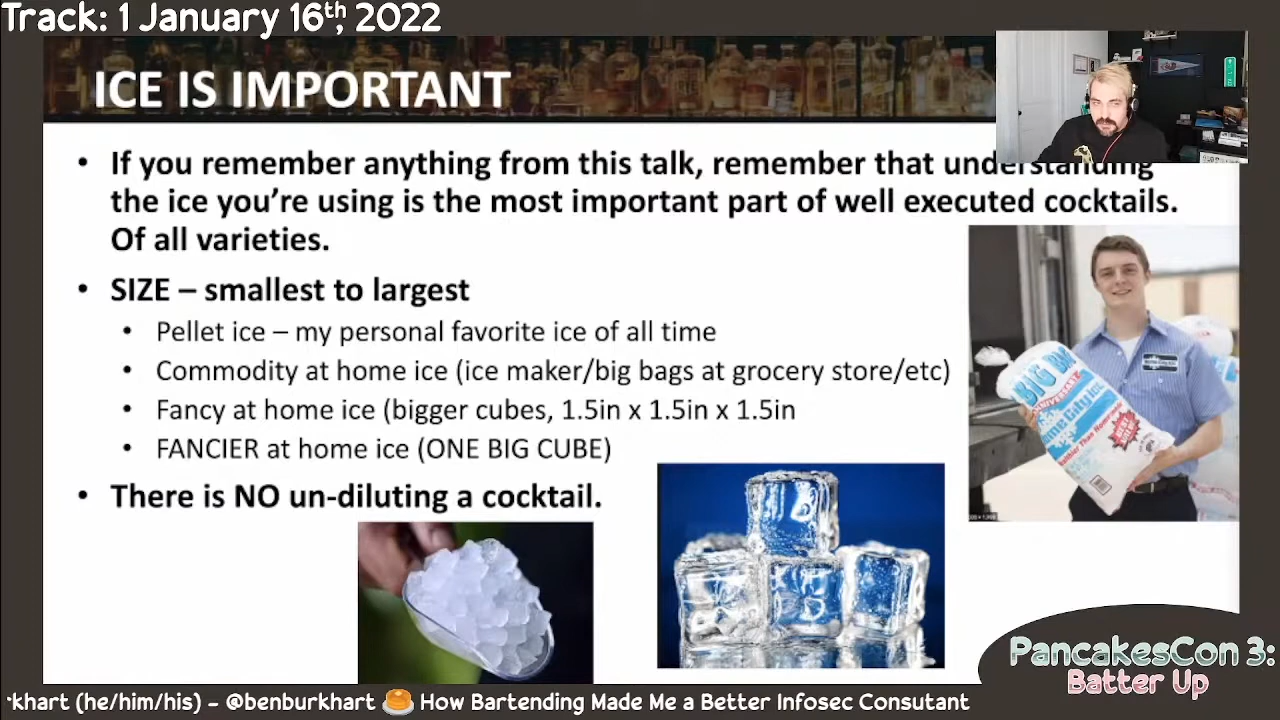 Track: 1 January 16th, 2022
ICE IS IMPORTANT
• If you remember anything from this talk, remember that understanding
the ice you’re using is the most important part of well executed cocktails.
Of all varieties.
• SIZE – smallest to largest
• Pellet ice – my personal favorite ice of all time
• Commodity at home ice (ice maker/big bags at grocery store/etc)
• Fancy at home ice (bigger cubes, 1.5in x 1.5in x 1.5in
• FANCIER at home ice (ONE BIG CUBE)
• There is NO un-diluting a cocktail.
BIG BAG
PancakesCon 3:
Batter Up
khart (he/him/his) – @benburkhart 🥞 How Bartending Made Me a Better Infosec Consutant